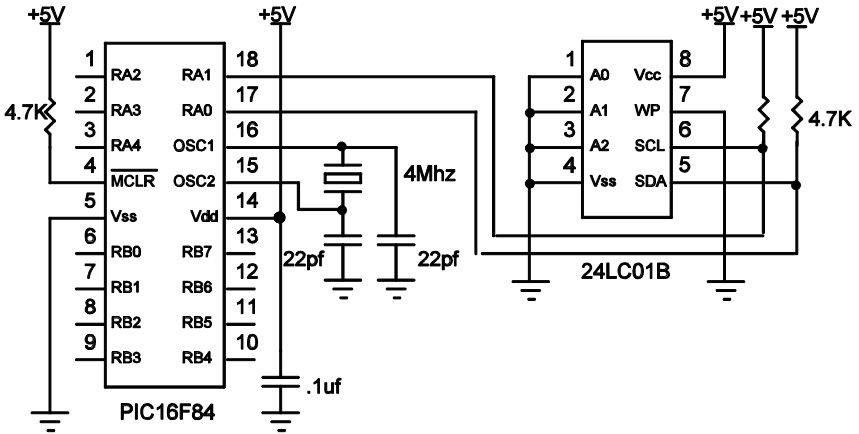 +5V
+5V
+5V
+5V
+5V
1
RA2
RA1
18
2
RA3
RA0
17
3
RA4
OSC1
16
4
MCLR
OSC2
15
5
Vss
Vdd
14
6
RB0
RB7
13
7
RB1
RB6
12
8
RB2
RB5
11
9
RB3
RB4
10
4.7K
PIC16F84
4Mhz
22pf
22pf
.1uf
1
A0
Vcc
8
2
A1
WP
7
3
A2
SCL
6
4
Vss
SDA
5
4.7K
24LC01B